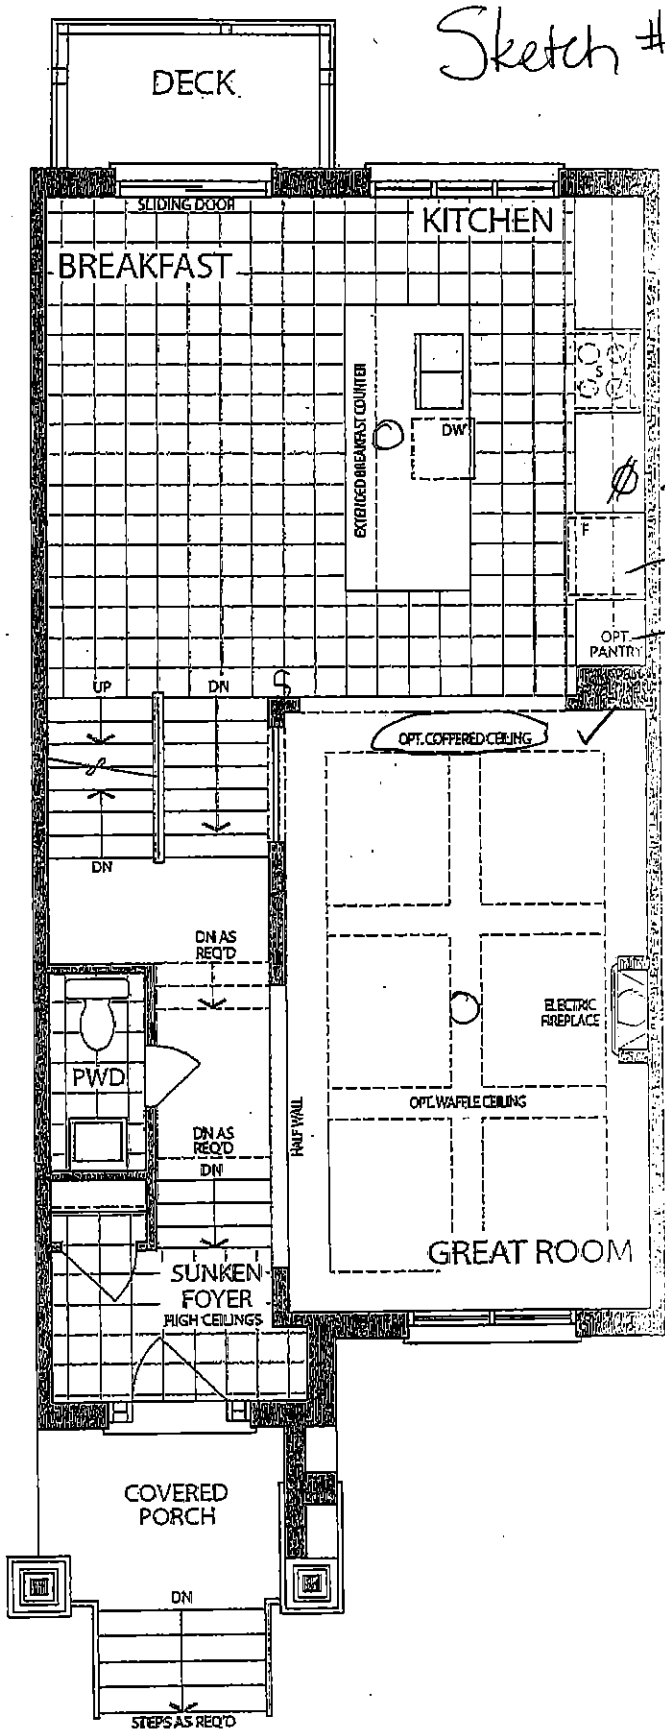 Sketch #
DECK
SLIDING DOOR
KITCHEN
BREAKFAST
EXTENDED BREAKFAST COUNTER
S
DW
F
OPT.
PANTRY
UP
DN
S
OPT. COFFERED CEILING
DN
DN AS
REQ'D
ELECTRIC
FIREPLACE
PWD
OPT. WAFFLE CEILING
HALF WALL
DN AS
REQ'D
DN
GREAT ROOM
SUNKEN
FOYER
HIGH CEILINGS
COVERED
PORCH
DN
STEPS AS REQ'D